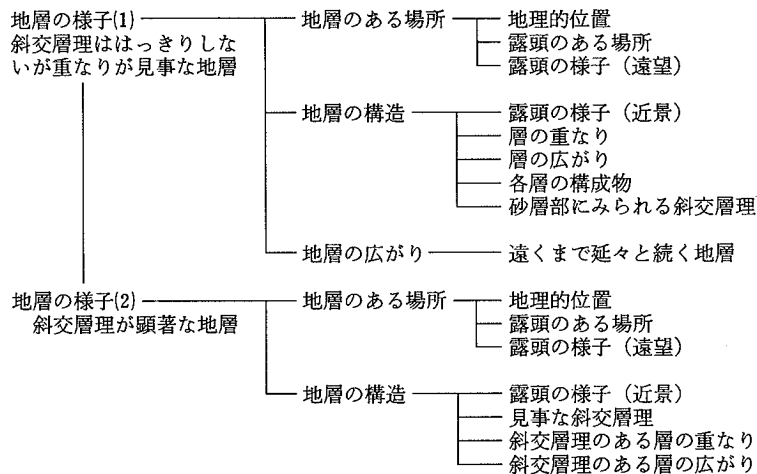 地層の様子(1)
斜交層理ははっきりしな
いが重なりが見事な地層
地層のある場所
地理的位置
露頭のある場所
露頭の様子（遠望）
地層の構造
露頭の様子（近景）
層の重なり
層の広がり
各層の構成物
砂層部にみられる斜交層理
地層の広がり
遠くまで延々と続く地層
地層の様子(2)
斜交層理が顕著な地層
地層のある場所
地理的位置
露頭のある場所
露頭の様子（遠望）
地層の構造
露頭の様子（近景）
見事な斜交層理
斜交層理のある層の重なり
斜交層理のある層の広がり